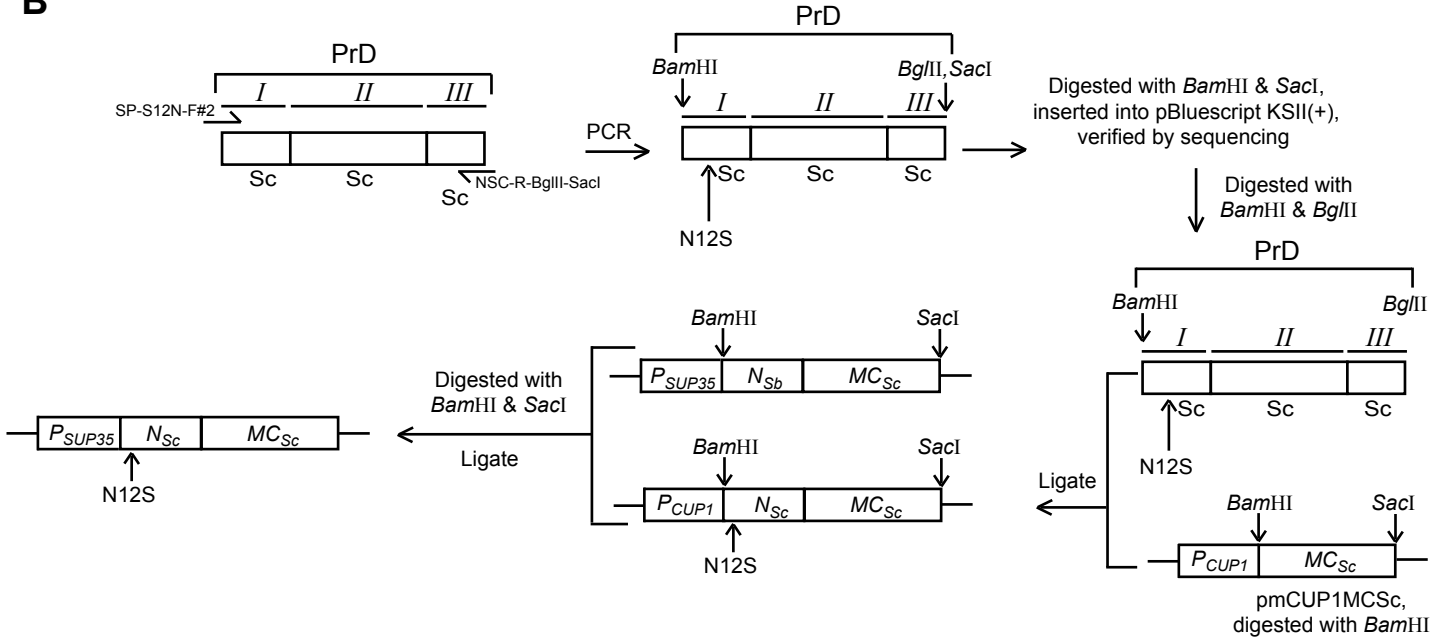 B
PrD
I II III
SP-S12N-F#2
Sc Sc Sc
NSC-R-BglII-SacI
PCR
PrD
BamHI
BglII,SacI
I II III
Sc Sc Sc
N12S
Digested with BamHI & SacI,
inserted into pBluescript KSII(+),
verified by sequencing
Digested with
BamHI & BglII
PrD
BamHI
BglII
I II III
Sc Sc Sc
N12S
BamHI SacI
PCUP1 MCSc
pmCUP1MCSc,
digested with BamHI
Ligate
BamHI SacI
PSUP35 NSb MCSc
BamHI SacI
PCUP1 NSc MCSc
N12S
Digested with
BamHI & SacI
Ligate
PSUP35 NSc MCSc
N12S